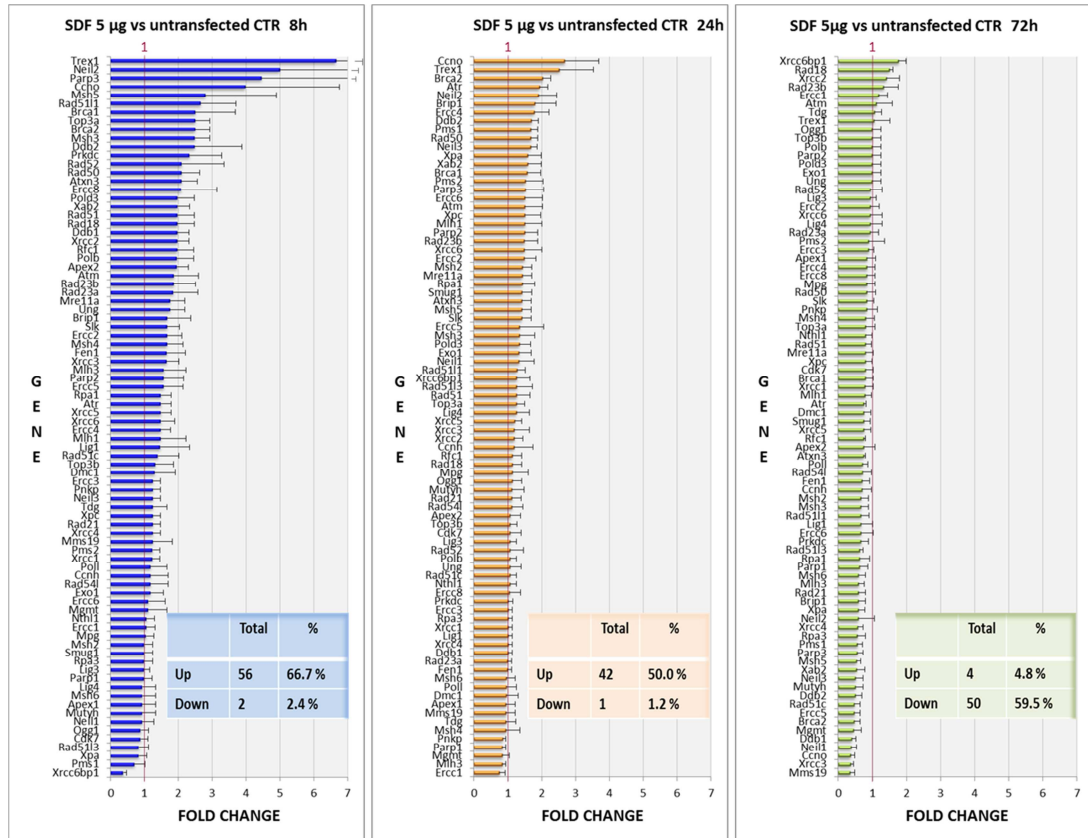 SDF 5 µg vs untransfected CTR 8h
1
Trex1
Neil2
Parp3
Ccno
Msh5
Rad51l1
Brca1
Top3a
Brca2
Msh3
Ddb2
Prkdc
Rad52
Rad50
Atxn3
Ercc8
Pold3
Xab2
Rad51
Rad18
Ddb1
Xrcc2
Rfc1
Polb
Apex2
Atm
Rad23b
Rad23a
Mre11a
Ung
Brip1
Slk
Ercc2
Msh4
Fen1
Xrcc3
Mlh3
Parp2
Ercc5
Rpa1
Atr
Xrcc5
Xrcc6
Ercc4
Mlh1
Lig1
Rad51c
Top3b
Dmc1
Ercc3
Pnkp
Neil3
Tdg
Xpc
Rad21
Xrcc4
Mms19
Pms2
Xrcc1
Poll
Ccnh
Rad54l
Exo1
Ercc6
Mgmt
Nthl1
Ercc1
Mpg
Msh2
Smug1
Rpa3
Lig3
Parp1
Lig4
Msh6
Apex1
Mutyh
Neil1
Ogg1
Cdk7
Rad51l3
Xpa
Pms1
Xrcc6bp1
G
E
N
E
Total %
Up 56 66.7 %
Down 2 2.4 %
0 1 2 3 4 5 6 7
FOLD CHANGE
SDF 5 µg vs untransfected CTR 24h
1
Ccno
Trex1
Brca2
Atr
Neil2
Brip1
Ercc4
Ddb2
Pms1
Rad50
Neil3
Xpa
Xab2
Brca1
Pms2
Parp3
Ercc6
Atm
Xpc
Mlh1
Parp2
Rad23b
Xrcc6
Ercc2
Msh2
Mre11a
Rpa1
Smug1
Atxn3
Msh5
Slk
Ercc5
Msh3
Pold3
Exo1
Neil1
Rad51l1
Xrcc6bp1
Rad51l3
Rad51
Top3a
Lig4
Xrcc5
Xrcc3
Xrcc2
Ccnh
Rfc1
Rad18
Mpg
Ogg1
Mutyh
Rad21
Rad54l
Apex2
Top3b
Cdk7
Lig3
Rad52
Polb
Ung
Rad51c
Nthl1
Ercc8
Prkdc
Ercc3
Rpa3
Xrcc1
Lig1
Xrcc4
Ddb1
Rad23a
Fen1
Msh6
Poll
Dmc1
Apex1
Mms19
Tdg
Msh4
Pnkp
Parp1
Mgmt
Mlh3
Ercc1
G
E
N
E
Total %
Up 42 50.0 %
Down 1 1.2 %
0 1 2 3 4 5 6 7
FOLD CHANGE
SDF 5µg vs untransfected CTR 72h
1
Xrcc6bp1
Rad18
Xrcc2
Rad23b
Ercc1
Atm
Tdg
Trex1
Ogg1
Top3b
Polb
Parp2
Pold3
Exo1
Ung
Rad52
Lig3
Ercc2
Xrcc6
Lig4
Rad23a
Pms2
Ercc3
Apex1
Ercc4
Ercc8
Mpg
Rad50
Slk
Pnkp
Msh4
Top3a
Nthl1
Rad51
Mre11a
Xpc
Cdk7
Brca1
Xrcc1
Mlh1
Atr
Dmc1
Smug1
Xrcc5
Rfc1
Apex2
Atxn3
Poll
Rad54l
Fen1
Ccnh
Msh2
Msh3
Rad51l1
Lig1
Ercc6
Prkdc
Rad51l3
Rpa1
Parp1
Msh6
Mlh3
Rad21
Brip1
Xpa
Neil2
Xrcc4
Rpa3
Pms1
Parp3
Msh5
Xab2
Neil3
Mutyh
Ddb2
Rad51c
Ercc5
Brca2
Mgmt
Ddb1
Neil1
Ccno
Xrcc3
Mms19
G
E
N
E
Total %
Up 4 4.8 %
Down 50 59.5 %
0 1 2 3 4 5 6 7
FOLD CHANGE